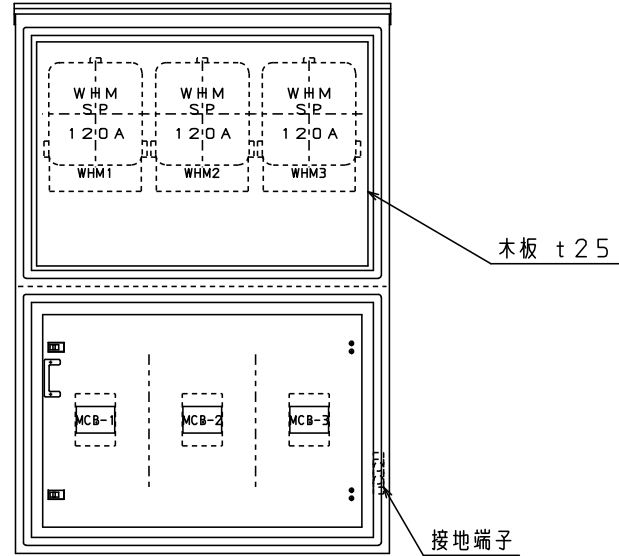 WHM WHM WHM
SP SP SP
120A 120A 120A
WHM1 WHM2 WHM3
木板 t25
MCB-1 MCB-2 MCB-3
接地端子